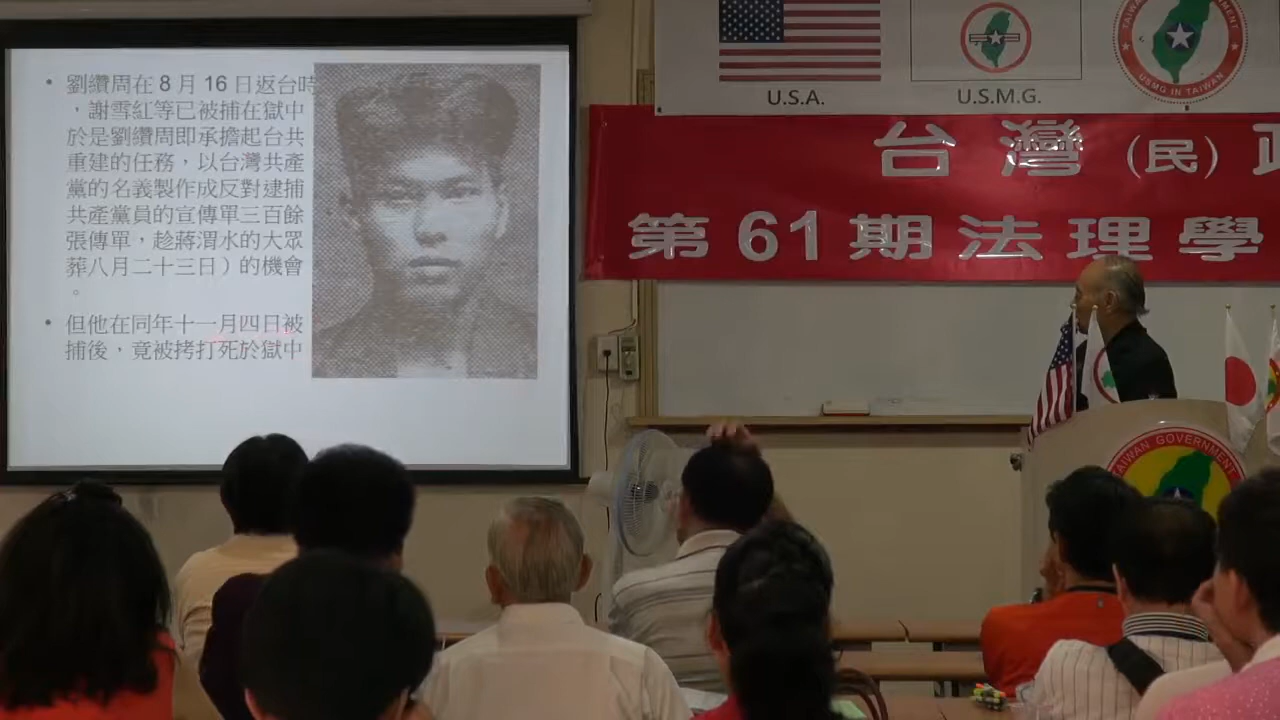 • 劉纘周在 8 月 16 日返台時
，謝雪紅等已被捕在獄中
於是劉纘周即承擔起台共
重建的任務，以台灣共產
黨的名義製作成反對逮捕
共產黨員的宣傳單三百餘
張傳單，趁蔣渭水的大眾
葬八月二十三日）的機會
。
• 但他在同年十一月四日被
捕後，竟被拷打死於獄中
U.S.A.
U.S.M.G.
USMG IN TAIWAN
台灣（民）
第61期法理學
TAIWAN GOVERNMENT